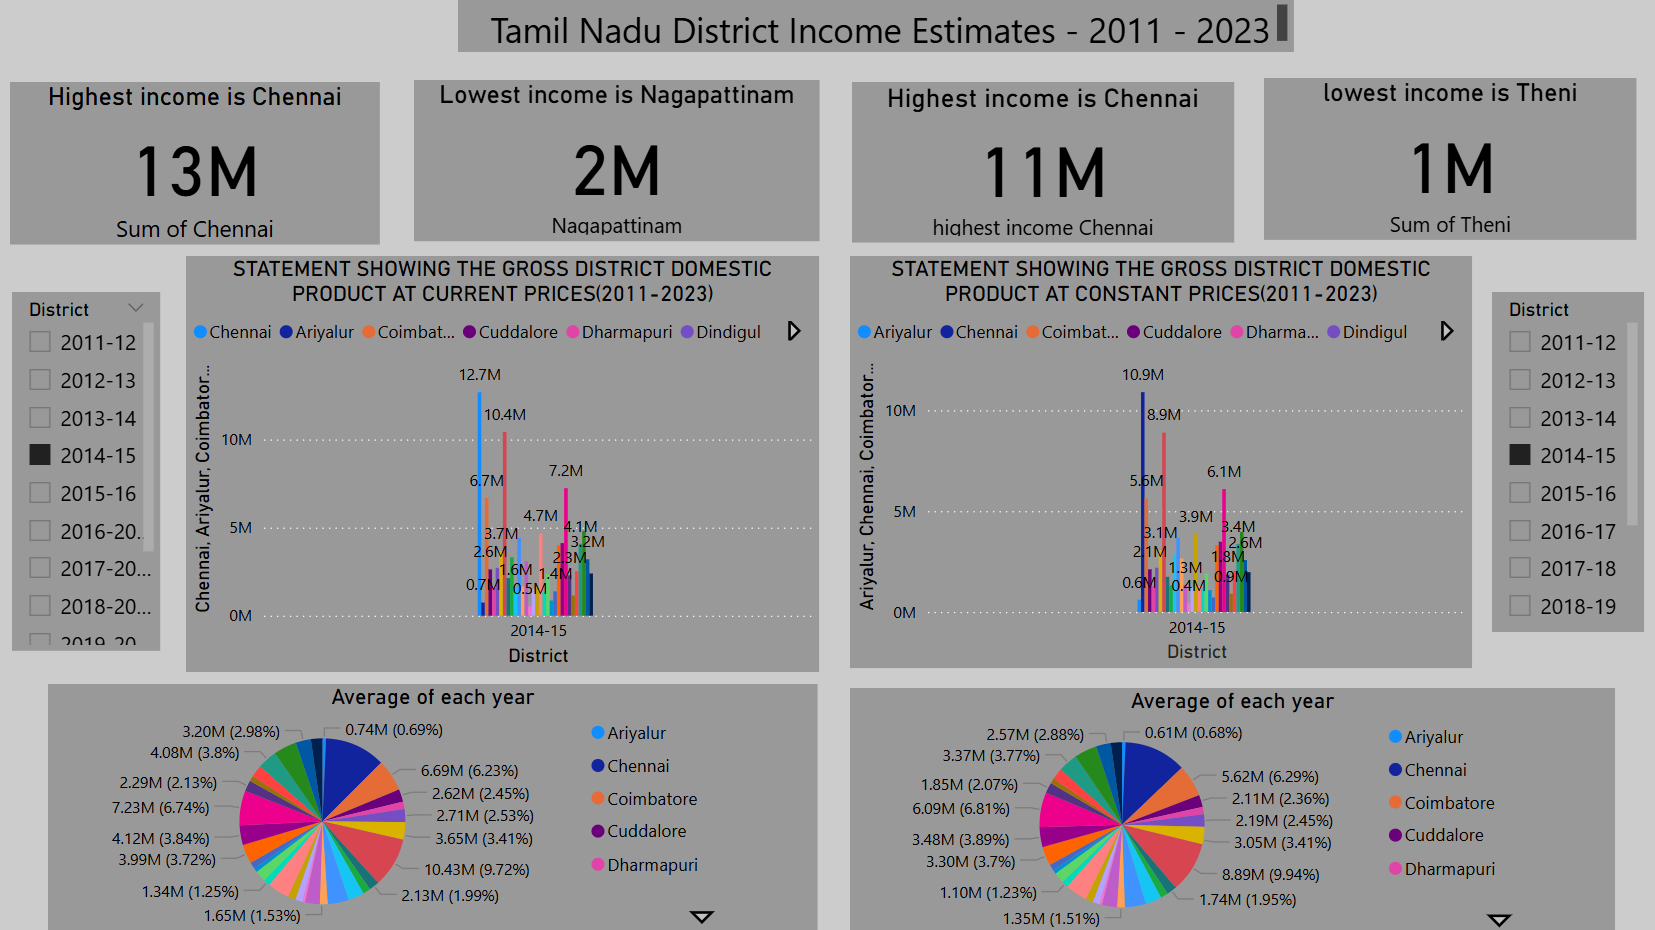 Tamil Nadu District Income Estimates - 2011 - 2023
Highest income is Chennai
13M
Sum of Chennai
Lowest income is Nagapattinam
2M
Nagapattinam
Highest income is Chennai
11M
highest income Chennai
lowest income is Theni
1M
Sum of Theni
District
2011-12
2012-13
2013-14
2014-15
2015-16
2016-20...
2017-20...
2018-20...
2019-20
STATEMENT SHOWING THE GROSS DISTRICT DOMESTIC
PRODUCT AT CURRENT PRICES(2011-2023)
Chennai Ariyalur Coimbat... Cuddalore Dharmapuri Dindigul
Chennai, Ariyalur, Coimbator...
12.7M
10.4M
10M
7.2M
6.7M
4.7M
5M
4.1M
3.7M
3.2M
2.6M
2.3M
1.6M
1.4M
0.7M
0.5M
0M
2014-15
District
STATEMENT SHOWING THE GROSS DISTRICT DOMESTIC
PRODUCT AT CONSTANT PRICES(2011-2023)
Ariyalur Chennai Coimbat... Cuddalore Dharma... Dindigul
Ariyalur, Chennai, Coimbator...
10.9M
10M
8.9M
6.1M
5.6M
5M
3.9M
3.4M
3.1M
2.6M
2.1M
1.8M
1.3M
0.9M
0.6M
0.4M
0M
2014-15
District
District
2011-12
2012-13
2013-14
2014-15
2015-16
2016-17
2017-18
2018-19
Average of each year
3.20M (2.98%)
0.74M (0.69%)
4.08M (3.8%)
6.69M (6.23%)
2.29M (2.13%)
2.62M (2.45%)
7.23M (6.74%)
2.71M (2.53%)
4.12M (3.84%)
3.65M (3.41%)
3.99M (3.72%)
10.43M (9.72%)
1.34M (1.25%)
2.13M (1.99%)
1.65M (1.53%)
Ariyalur
Chennai
Coimbatore
Cuddalore
Dharmapuri
Average of each year
2.57M (2.88%)
0.61M (0.68%)
3.37M (3.77%)
5.62M (6.29%)
1.85M (2.07%)
2.11M (2.36%)
6.09M (6.81%)
2.19M (2.45%)
3.48M (3.89%)
3.05M (3.41%)
3.30M (3.7%)
8.89M (9.94%)
1.10M (1.23%)
1.74M (1.95%)
1.35M (1.51%)
Ariyalur
Chennai
Coimbatore
Cuddalore
Dharmapuri